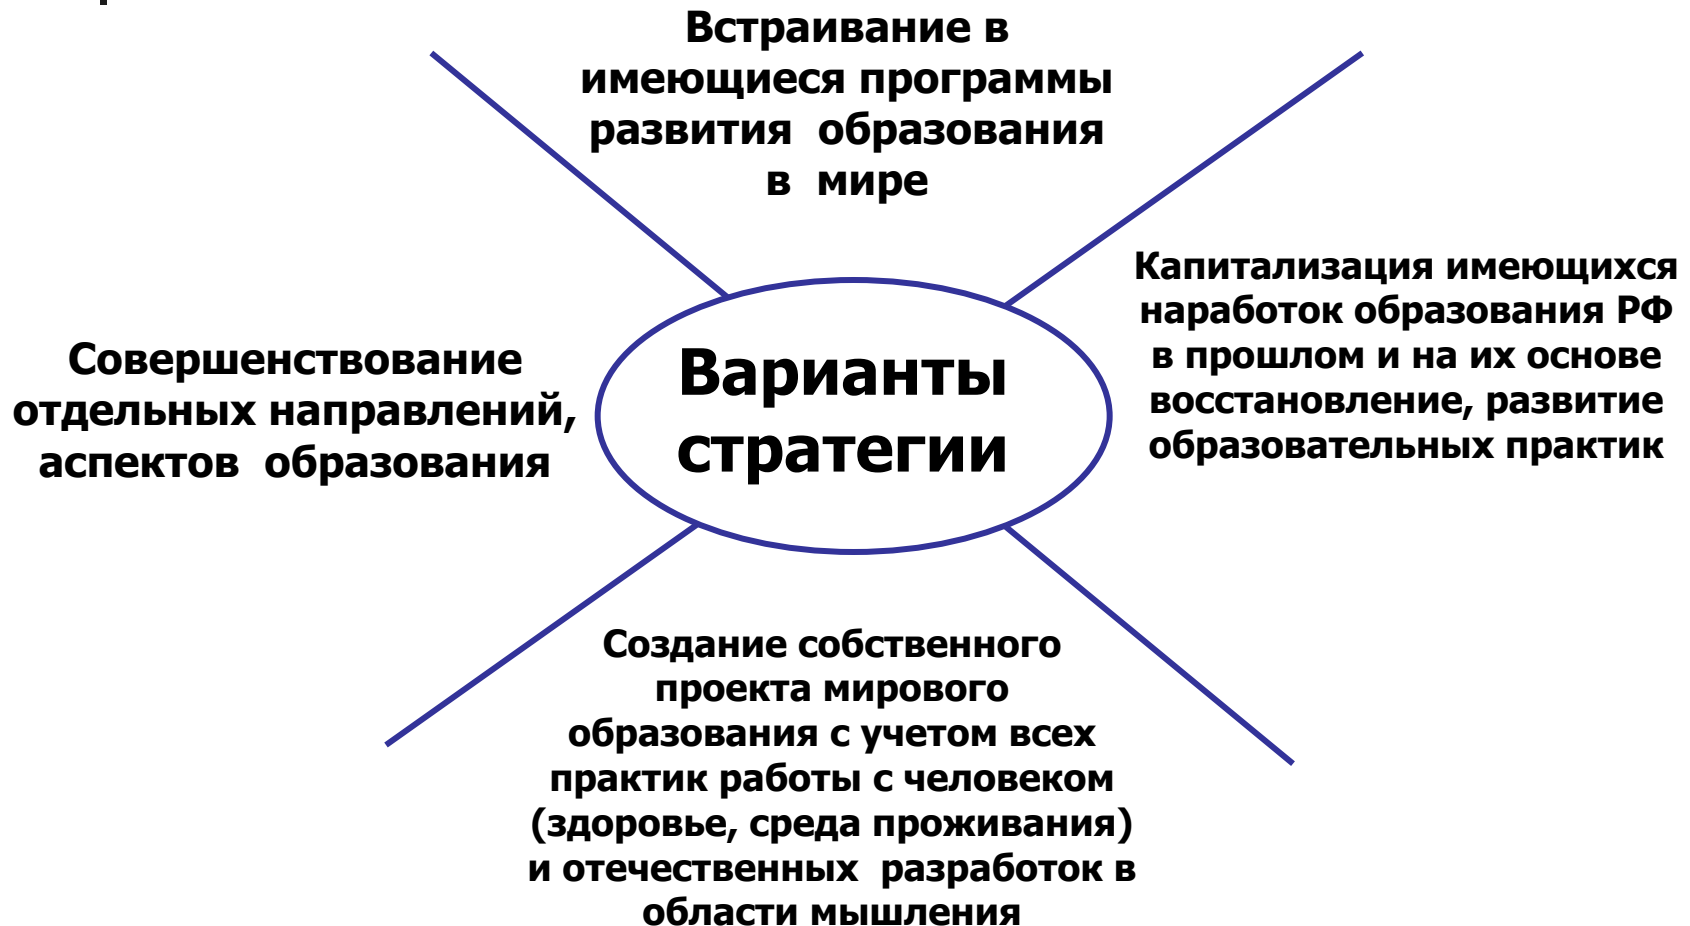 Встраивание в
имеющиеся программы
развития образования
в мире
Капитализация имеющихся
наработок образования РФ
в прошлом и на их основе
восстановление, развитие
образовательных практик
Совершенствование
отдельных направлений,
аспектов образования
Варианты
стратегии
Создание собственного
проекта мирового
образования с учетом всех
практик работы с человеком
(здоровье, среда проживания)
и отечественных разработок в
области мышления